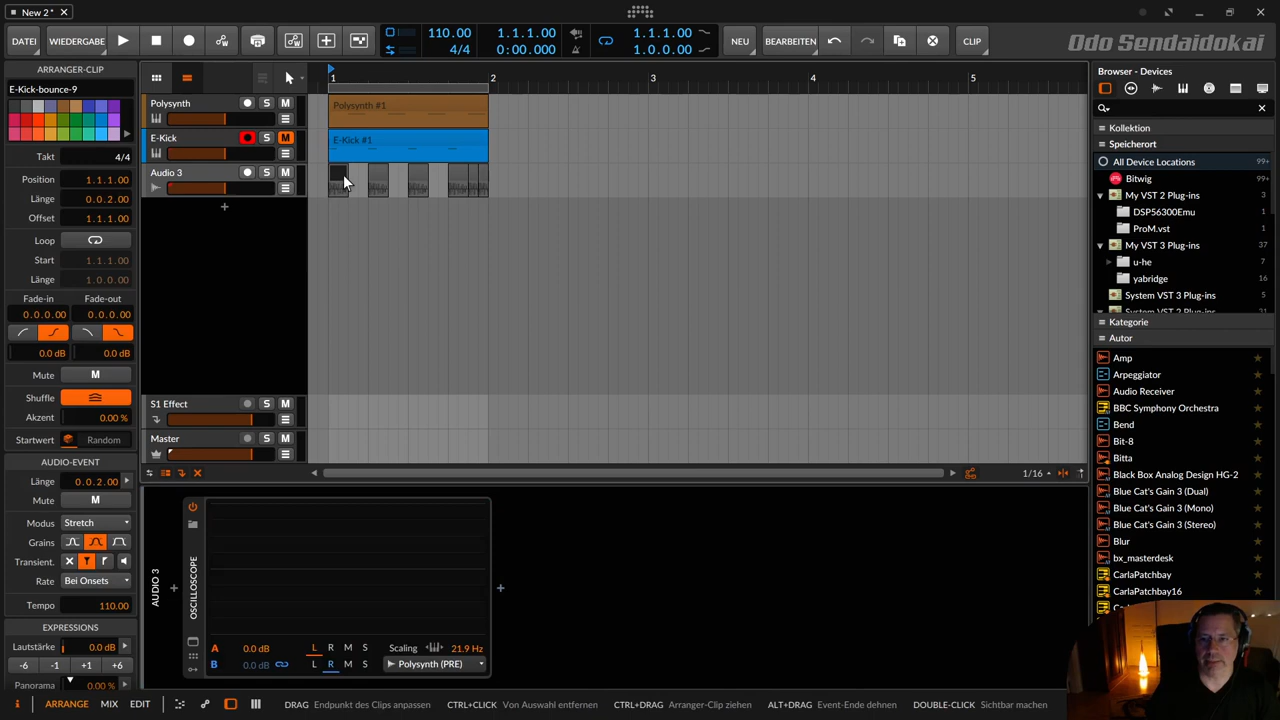 New 2 * ✕
DATEI WIEDERGABE 110.00 4/4 1.1.1.00 0:00.000 1.1.1.00 1.0.0.00 NEU BEARBEITEN CLIP Odo Sendaidokai
ARRANGER-CLIP
E-Kick-bounce-9
Takt 4/4
Position 1.1.1.00
Länge 0.0.2.00
Offset 1.1.1.00
Loop
Start 1.1.1.00
Länge 1.0.0.00
Fade-in Fade-out
0.0.0.00 0.0.0.00
0.0 dB 0.0 dB
Mute M
Shuffle
Akzent 0.00 %
Startwert Random
AUDIO-EVENT
Länge 0.0.2.00
Mute M
Modus Stretch
Grains
Transient.
Rate Bei Onsets
Tempo 110.00
EXPRESSIONS
Lautstärke 0.0 dB
-6 -1 +1 +6
Panorama 0.00 %
1 2 3 4 5
Polysynth S M Polysynth #1
E-Kick S M E-Kick #1
Audio 3 S M
+
S1 Effect S M
Master S M
1/16
AUDIO 3
OSCILLOSCOPE
A 0.0 dB L R M S Scaling 21.9 Hz
B 0.0 dB L R M S Polysynth (PRE)
Browser - Devices
Kollektion
Speicherort
All Device Locations 99+
Bitwig 99+
My VST 2 Plug-ins 3
DSP56300Emu 1
ProM.vst 1
My VST 3 Plug-ins 37
u-he 7
yabridge 16
System VST 3 Plug-ins 5
System VST 2 Plug-ins 31
Kategorie
Autor
Amp
Arpeggiator
Audio Receiver
BBC Symphony Orchestra
Bend
Bit-8
Bitta
Black Box Analog Design HG-2
Blue Cat's Gain 3 (Dual)
Blue Cat's Gain 3 (Mono)
Blue Cat's Gain 3 (Stereo)
Blur
bx_masterdesk
CarlaPatchbay
CarlaPatchbay16
i ARRANGE MIX EDIT DRAG Endpunkt des Clips anpassen CTRL+CLICK Von Auswahl entfernen CTRL+DRAG Arranger-Clip ziehen ALT+DRAG Event-Ende dehnen DOUBLE-CLICK Sichtbar machen